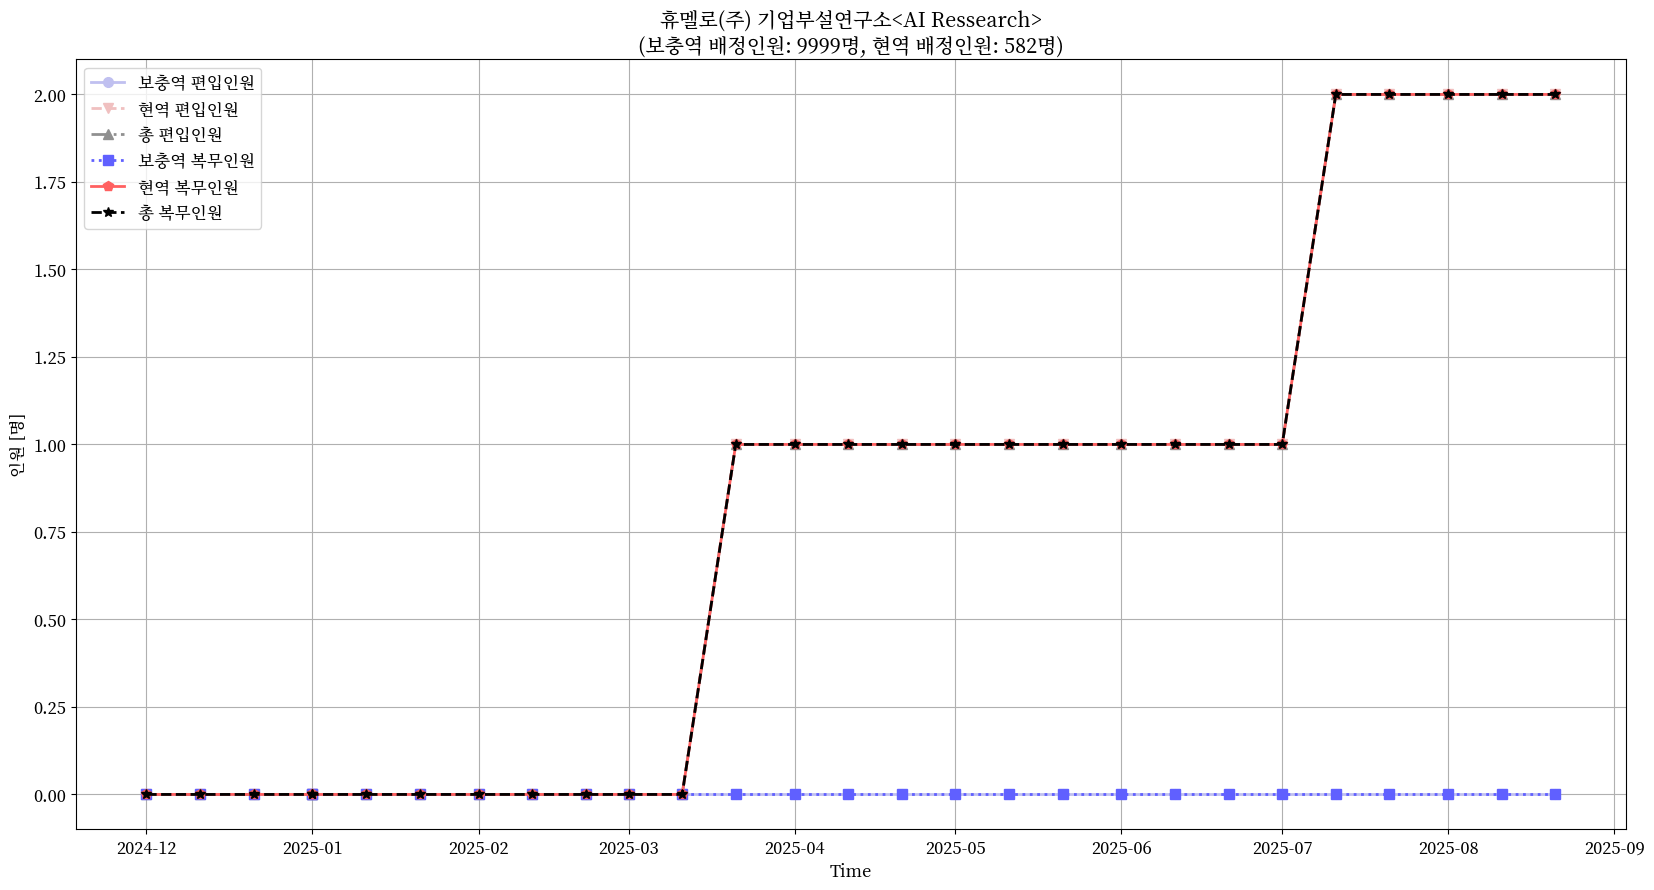 휴멜로(주) 기업부설연구소<AI Ressearch>
(보충역 배정인원: 9999명, 현역 배정인원: 582명)
보충역 편입인원
현역 편입인원
총 편입인원
보충역 복무인원
현역 복무인원
총 복무인원
2.00
1.75
1.50
1.25
1.00
0.75
0.50
0.25
0.00
인원 [명]
2024-12 2025-01 2025-02 2025-03 2025-04 2025-05 2025-06 2025-07 2025-08 2025-09
Time